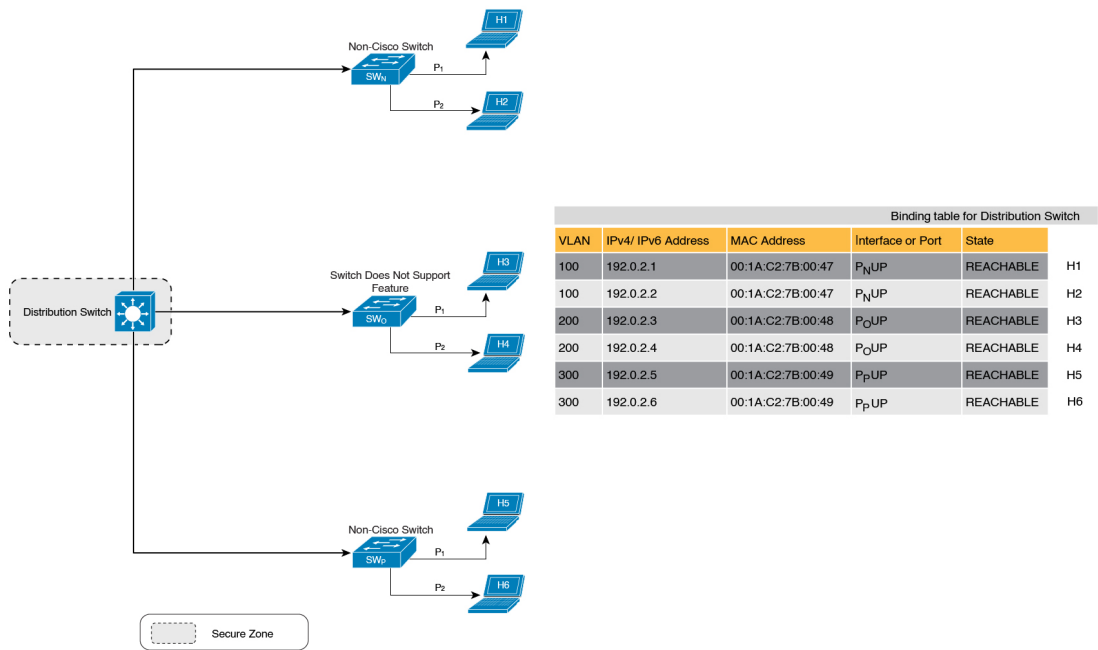 H1
Non-Cisco Switch
P1
SWN
P2
H2
Switch Does Not Support
Feature
H3
P1
SWO
P2
H4
Distribution Switch
H5
Non-Cisco Switch
P1
SWP
P2
H6
Secure Zone
Binding table for Distribution Switch
VLAN IPv4/ IPv6 Address MAC Address Interface or Port State
100 192.0.2.1 00:1A:C2:7B:00:47 PNUP REACHABLE H1
100 192.0.2.2 00:1A:C2:7B:00:47 PNUP REACHABLE H2
200 192.0.2.3 00:1A:C2:7B:00:48 POUP REACHABLE H3
200 192.0.2.4 00:1A:C2:7B:00:48 POUP REACHABLE H4
300 192.0.2.5 00:1A:C2:7B:00:49 PPUP REACHABLE H5
300 192.0.2.6 00:1A:C2:7B:00:49 PPUP REACHABLE H6